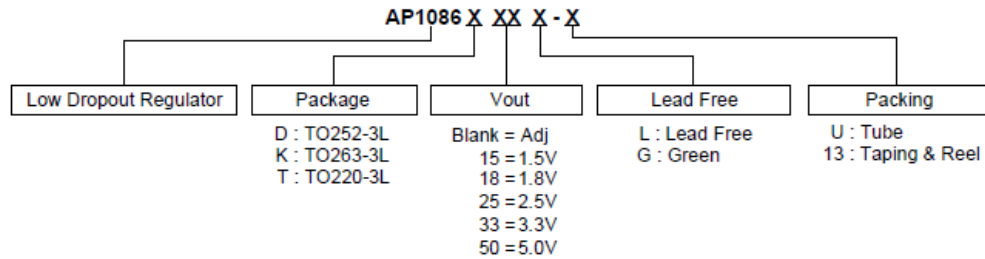 AP1086 X XX X - X
Low Dropout Regulator
Package
D : TO252-3L
K : TO263-3L
T : TO220-3L
Vout
Blank = Adj
15 =1.5V
18 =1.8V
25 =2.5V
33 =3.3V
50 =5.0V
Lead Free
L : Lead Free
G : Green
Packing
U : Tube
13 : Taping & Reel